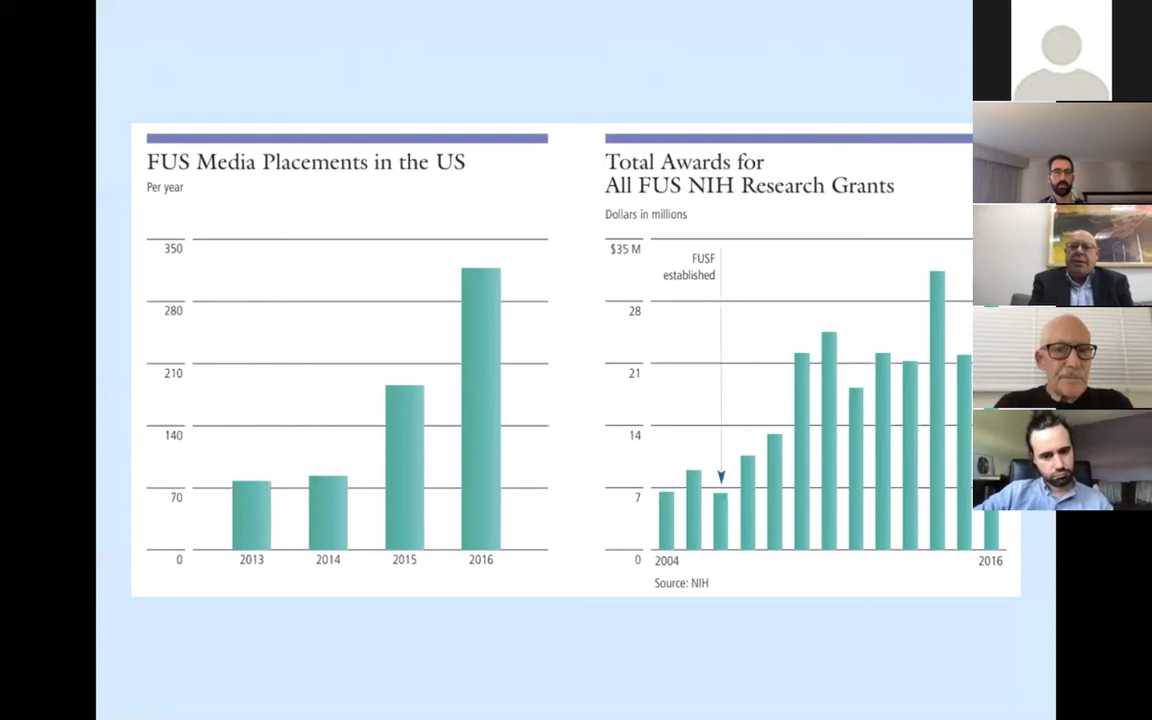 FUS Media Placements in the US
Per year
350
280
210
140
70
0
2013 2014 2015 2016
Total Awards for
All FUS NIH Research Grants
Dollars in millions
$35 M
FUSF
established
28
21
14
7
0
2004 2016
Source: NIH